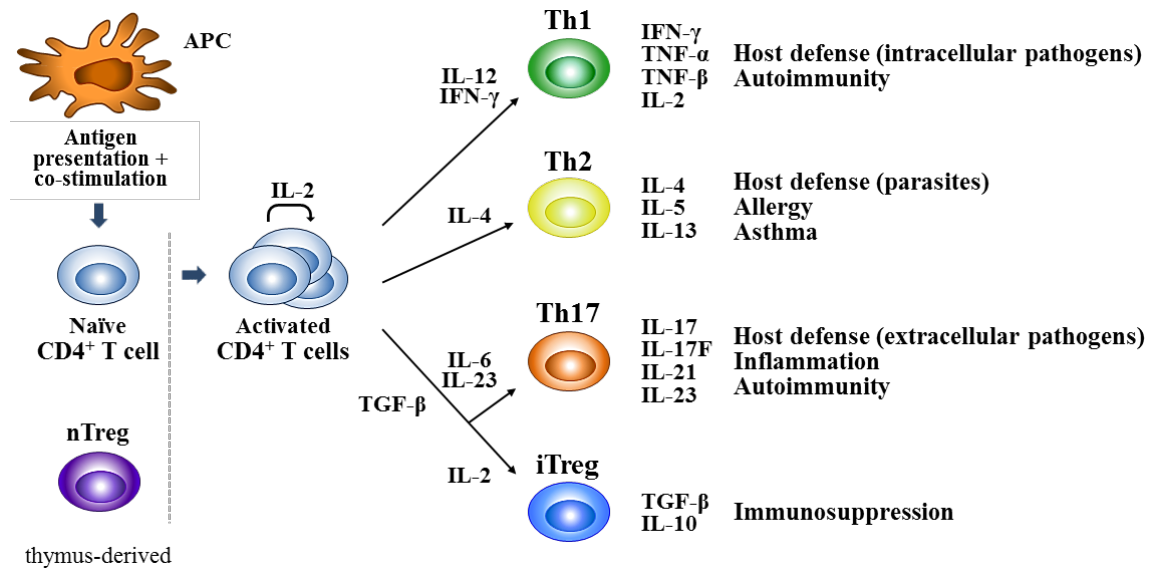 APC
Antigen
presentation +
co-stimulation
Naïve
CD4⁺ T cell
nTreg
thymus-derived
IL-2
Activated
CD4⁺ T cells
IL-12
IFN-γ
IL-4
IL-6
IL-23
TGF-β
IL-2
Th1
IFN-γ
TNF-α
TNF-β
IL-2
Host defense (intracellular pathogens)
Autoimmunity
Th2
IL-4
IL-5
IL-13
Host defense (parasites)
Allergy
Asthma
Th17
IL-17
IL-17F
IL-21
IL-23
Host defense (extracellular pathogens)
Inflammation
Autoimmunity
iTreg
TGF-β
IL-10
Immunosuppression